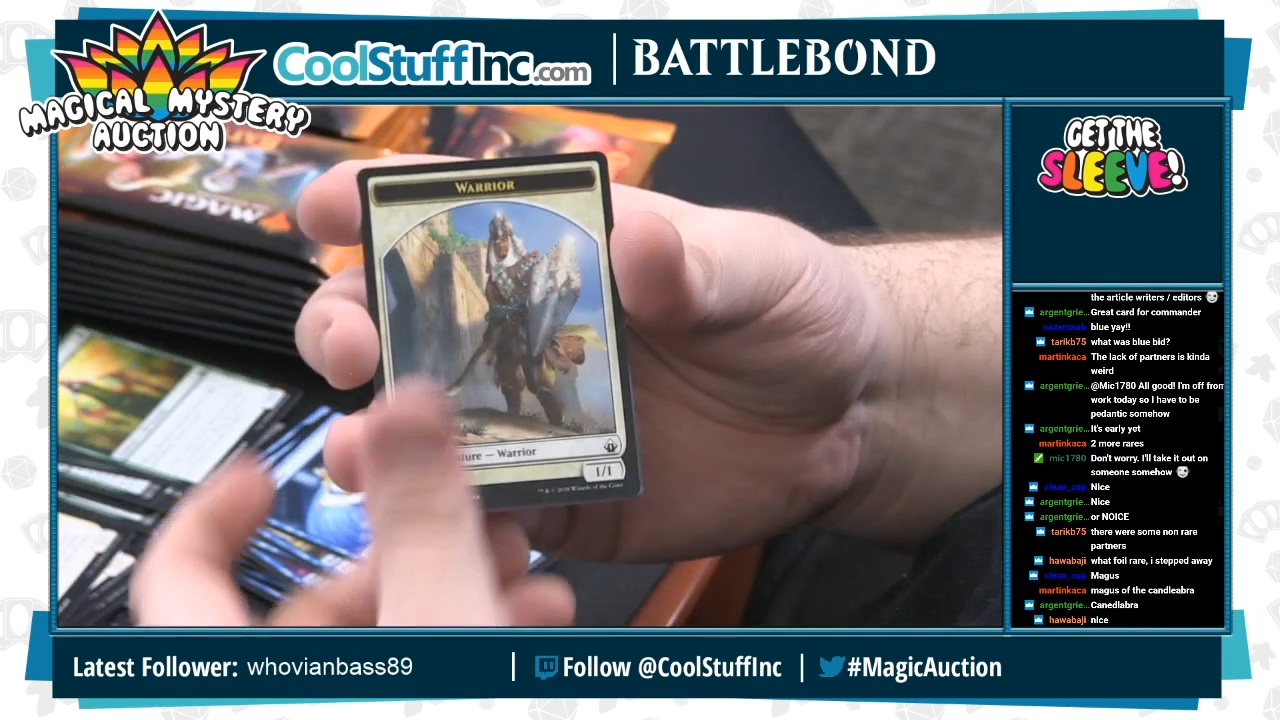 MAGICAL MYSTERY
AUCTION
CoolStuffInc.com
BATTLEBOND
GET THE
SLEEVE!
MAGIC
WARRIOR
ture — Warrior
1/1
the article writers / editors
argentgrie... Great card for commander
blue yay!!
tarikb75 what was blue bid?
martinkaca The lack of partners is kinda
weird
argentgrie... @Mic1780 All good! I'm off from
work today so I have to be
pedantic somehow
argentgrie... It's early yet
martinkaca 2 more rares
mic1780 Don't worry. I'll take it out on
someone somehow
clean_cup Nice
argentgrie... Nice
argentgrie... or NOICE
tarikb75 there were some non rare
partners
hawabaji what foil rare, i stepped away
clean_cup Magus
martinkaca magus of the candleabra
argentgrie... Canedlabra
hawabaji nice
Latest Follower: whovianbass89
Follow @CoolStuffInc
#MagicAuction